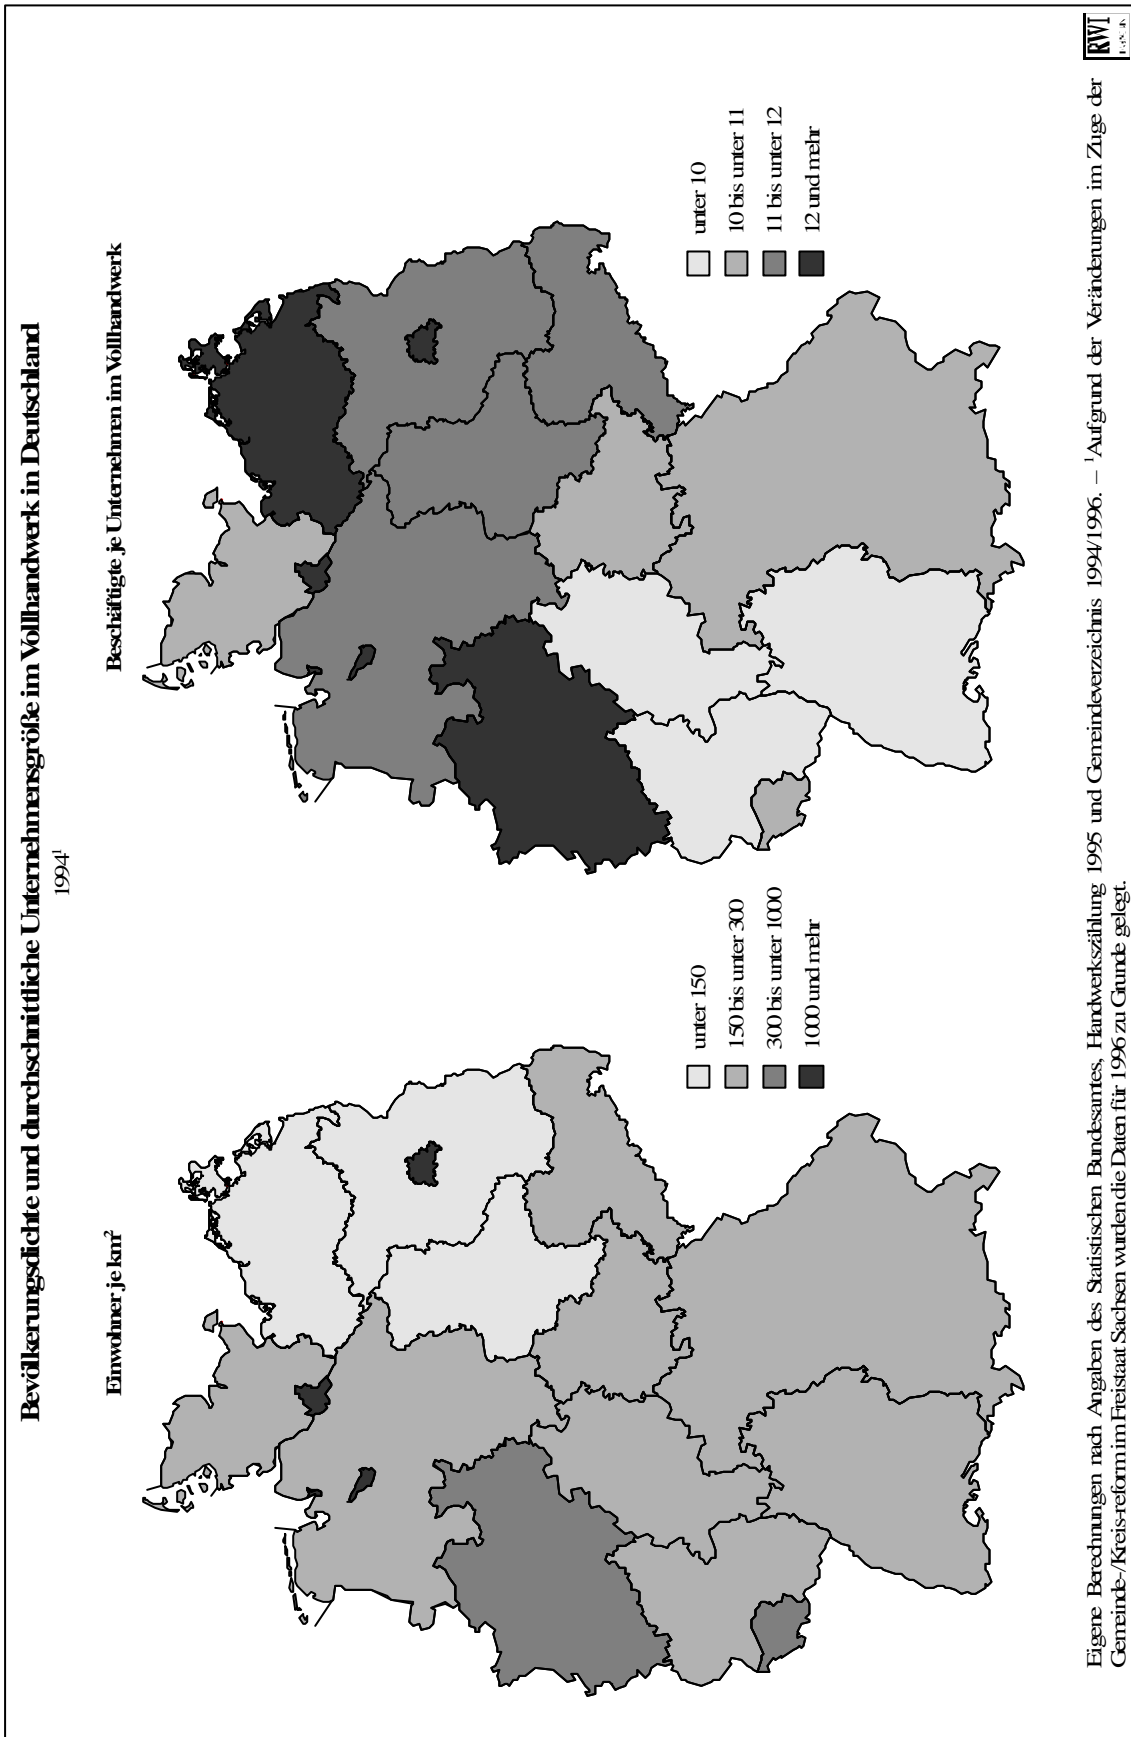 Bevölkerungsdichte und durchschnittliche Unternehmensgröße im Vollhandwerk in Deutschland
1994¹
Einwohner je km²
unter 150
150 bis unter 300
300 bis unter 1000
1000 und mehr
Beschäftigte je Unternehmen im Vollhandwerk
unter 10
10 bis unter 11
11 bis unter 12
12 und mehr
Eigene Berechnungen nach Angaben des Statistischen Bundesamtes, Handwerkszählung 1995 und Gemeindeverzeichnis 1994/1996. – ¹Aufgrund der Veränderungen im Zuge der
Gemeinde-/Kreis-reform im Freistaat Sachsen wurden die Daten für 1996 zu Grunde gelegt.
RWI